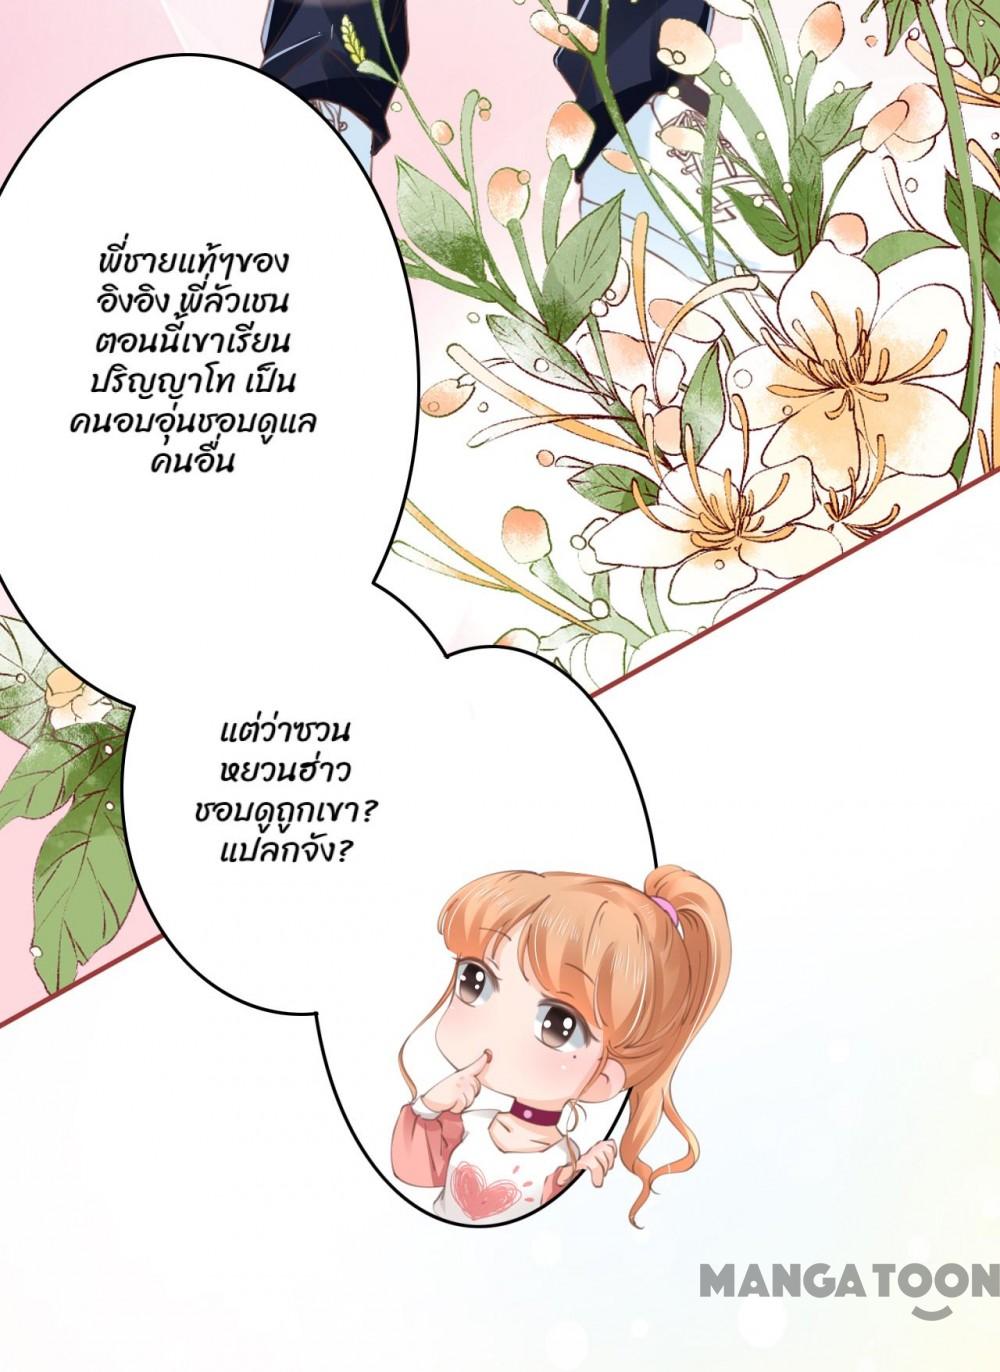 พี่ชายแท้ๆของ
อิงอิง พี่ลัวเชน
ตอนนี้เขาเรียน
ปริญญาโท เป็น
คนอบอุ่นชอบดูแล
คนอื่น
แต่ว่าซวน
หยวนฮ่าว
ชอบดูถูกเขา?
แปลกจัง?
MANGATOON